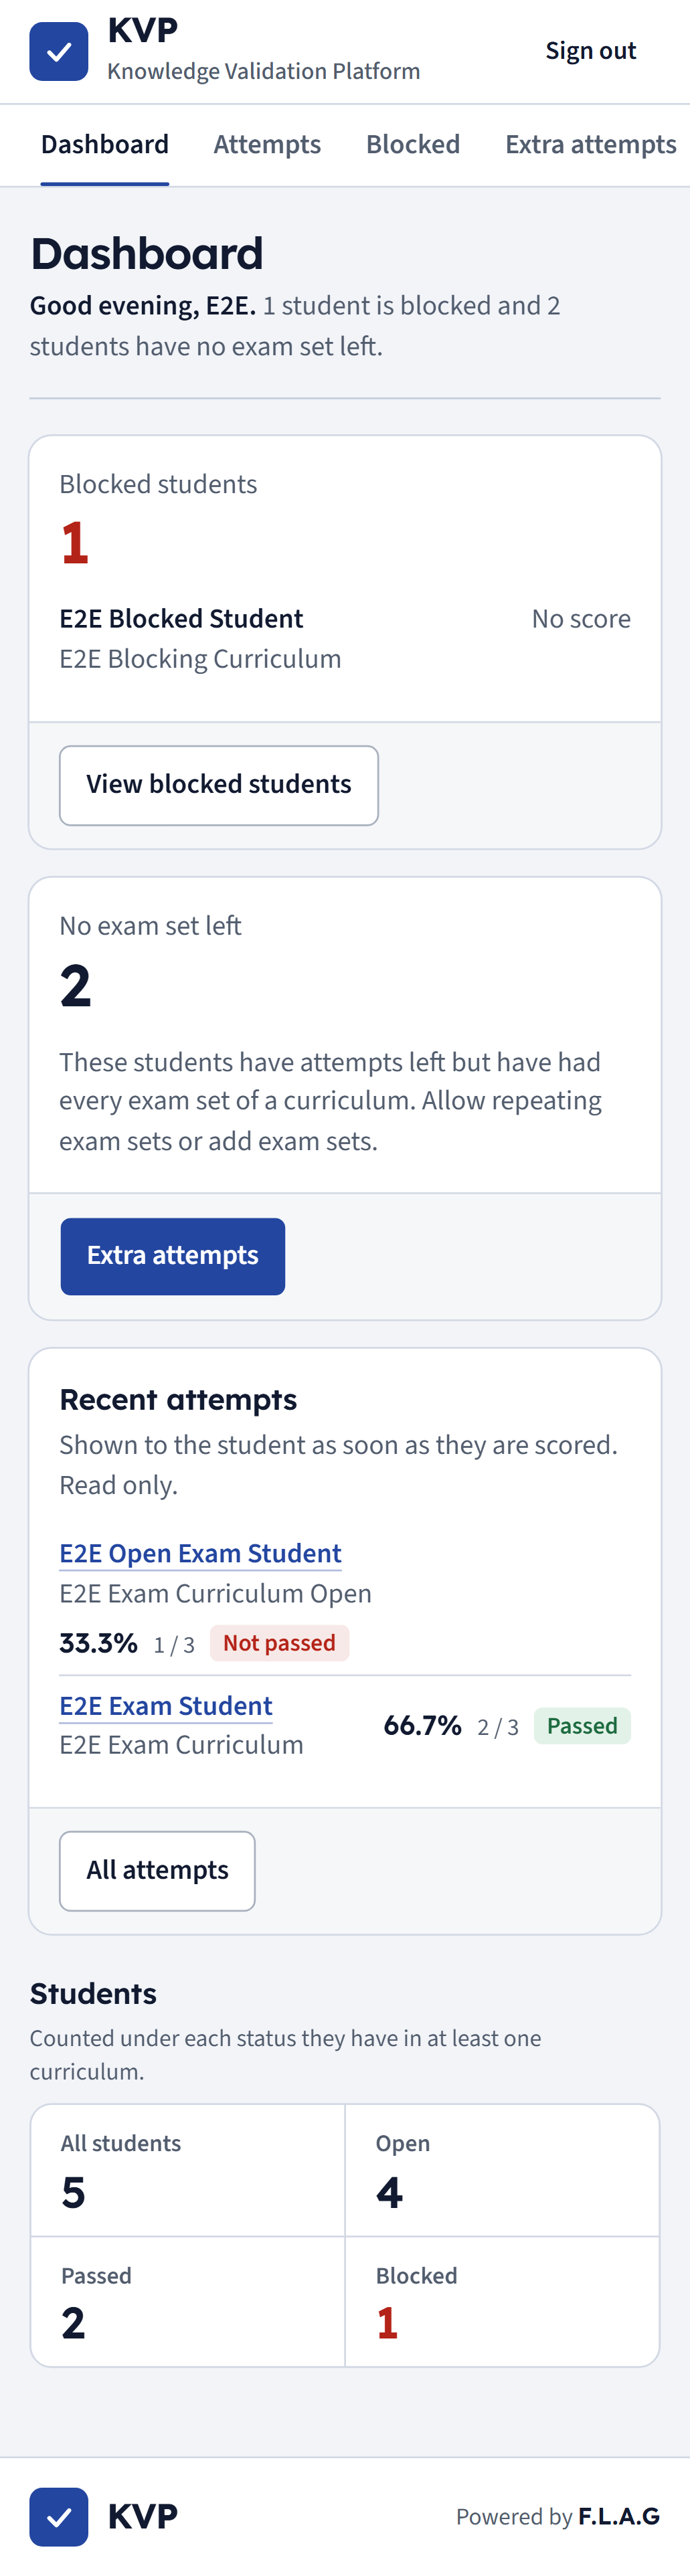 KVP
Knowledge Validation Platform
Sign out
Dashboard
Attempts
Blocked
Extra attempts
Dashboard
Good evening, E2E. 1 student is blocked and 2
students have no exam set left.
Blocked students
1
E2E Blocked Student
No score
E2E Blocking Curriculum
View blocked students
No exam set left
2
These students have attempts left but have had
every exam set of a curriculum. Allow repeating
exam sets or add exam sets.
Extra attempts
Recent attempts
Shown to the student as soon as they are scored.
Read only.
E2E Open Exam Student
E2E Exam Curriculum Open
33.3% 1 / 3 Not passed
E2E Exam Student
E2E Exam Curriculum
66.7% 2 / 3 Passed
All attempts
Students
Counted under each status they have in at least one
curriculum.
All students
5
Open
4
Passed
2
Blocked
1
KVP
Powered by F.L.A.G